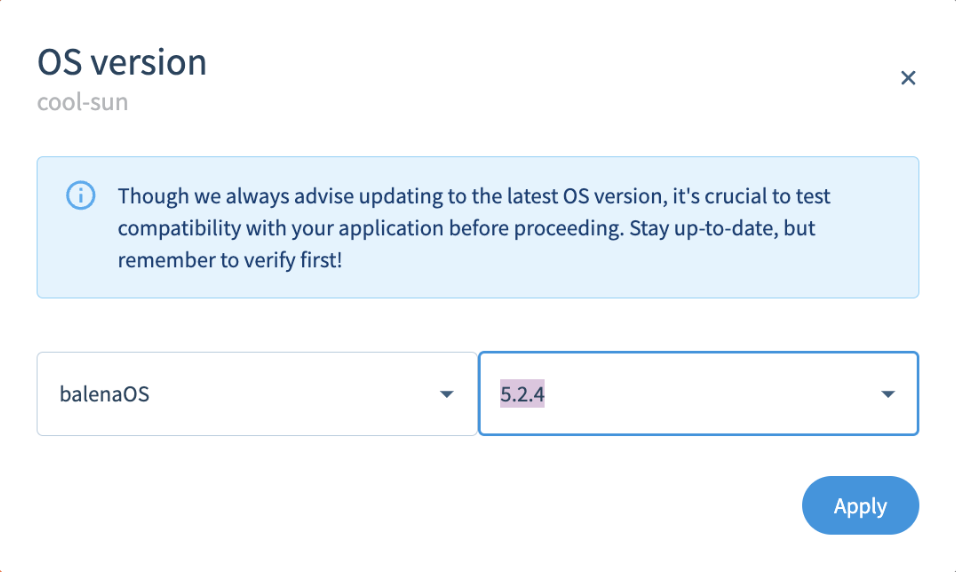 OS version
cool-sun
Though we always advise updating to the latest OS version, it's crucial to test
compatibility with your application before proceeding. Stay up-to-date, but
remember to verify first!
balenaOS
5.2.4
Apply